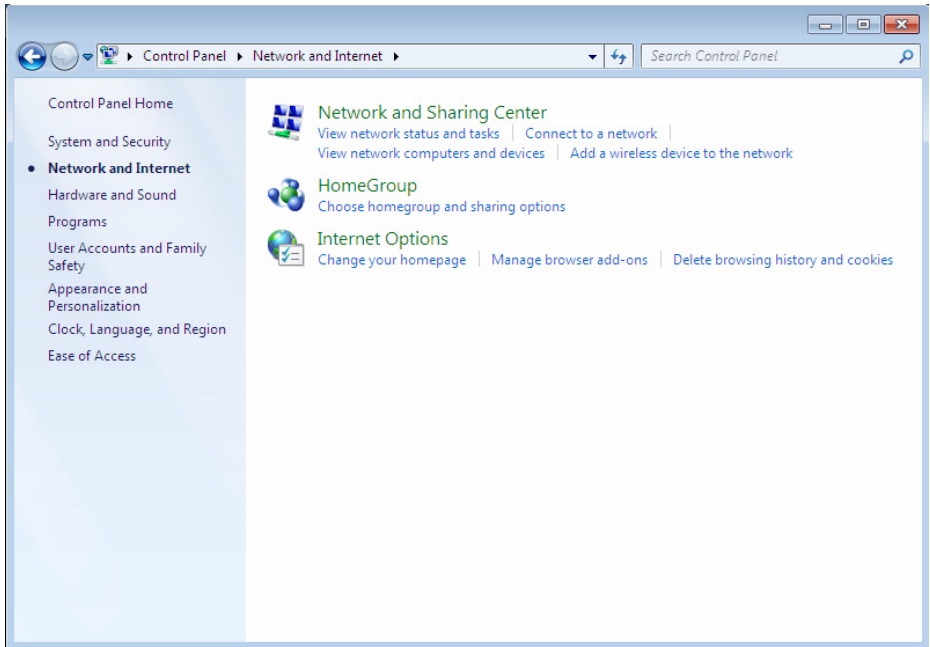 Control Panel Network and Internet
Search Control Panel
Control Panel Home
System and Security
Network and Internet
Hardware and Sound
Programs
User Accounts and Family
Safety
Appearance and
Personalization
Clock, Language, and Region
Ease of Access
Network and Sharing Center
View network status and tasks Connect to a network
View network computers and devices Add a wireless device to the network
HomeGroup
Choose homegroup and sharing options
Internet Options
Change your homepage Manage browser add-ons Delete browsing history and cookies